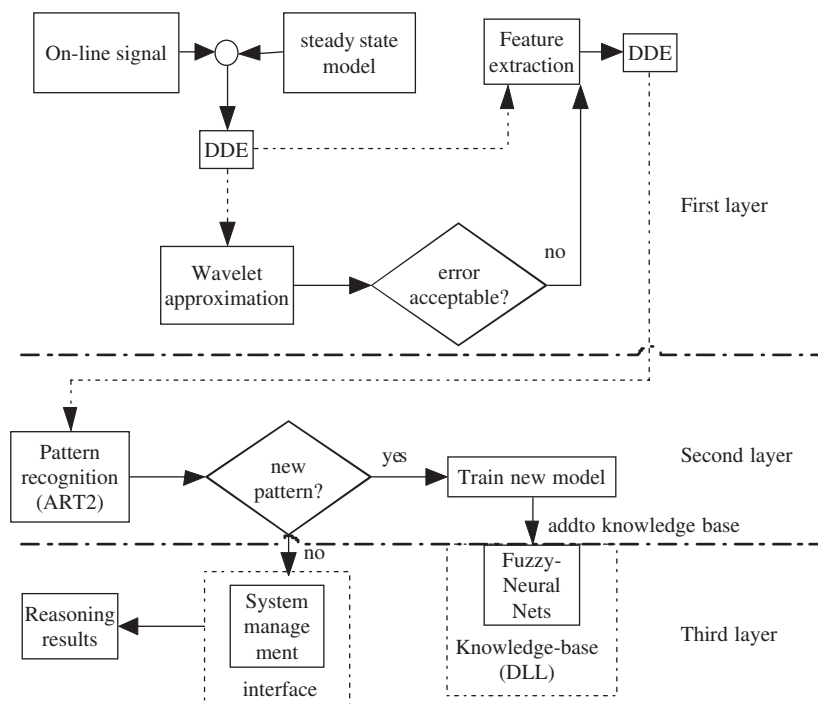 On-line signal
steady state
model
Feature
extraction
DDE
DDE
First layer
no
Wavelet
approximation
error
acceptable?
Pattern
recognition
(ART2)
new
pattern?
yes
Train new model
Second layer
addto knowledge base
no
Fuzzy-
Neural
Nets
Reasoning
results
System
manage
ment
interface
Knowledge-base
(DLL)
Third layer